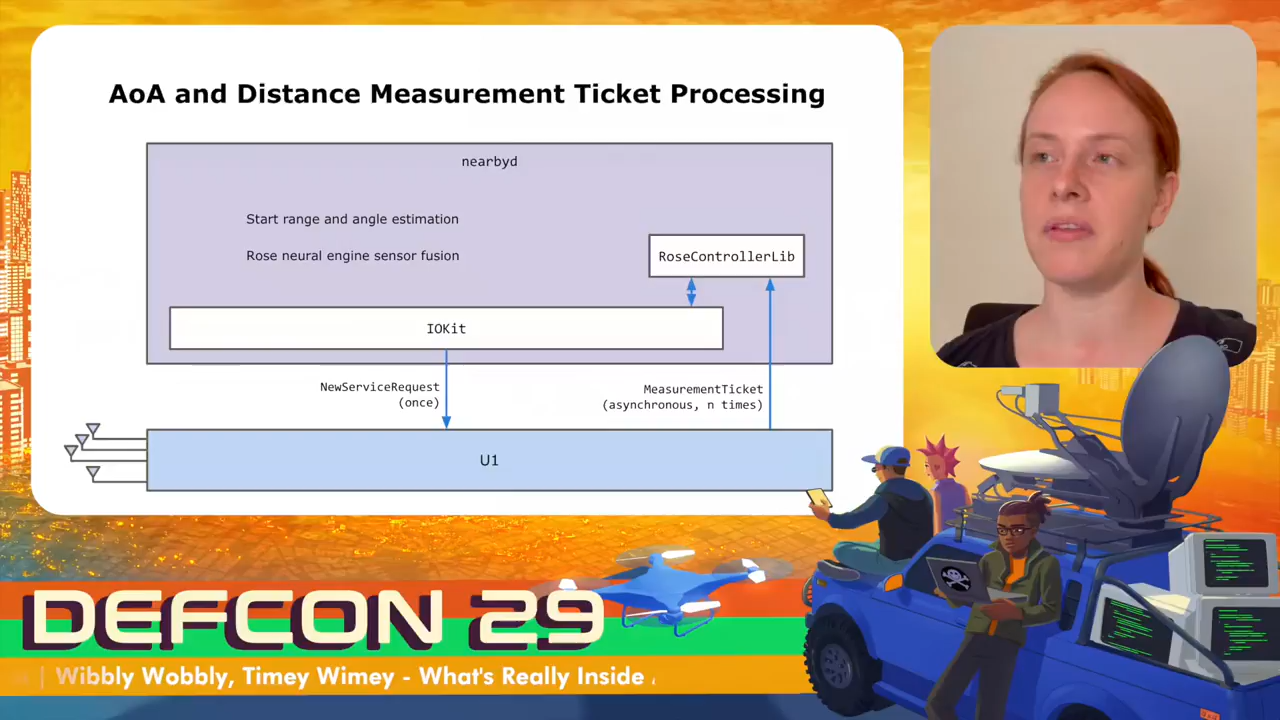 AoA and Distance Measurement Ticket Processing
nearbyd
Start range and angle estimation
Rose neural engine sensor fusion
RoseControllerLib
IOKit
NewServiceRequest
(once)
MeasurementTicket
(asynchronous, n times)
U1
DEFCON 29
| Wibbly Wobbly, Timey Wimey - What's Really Inside